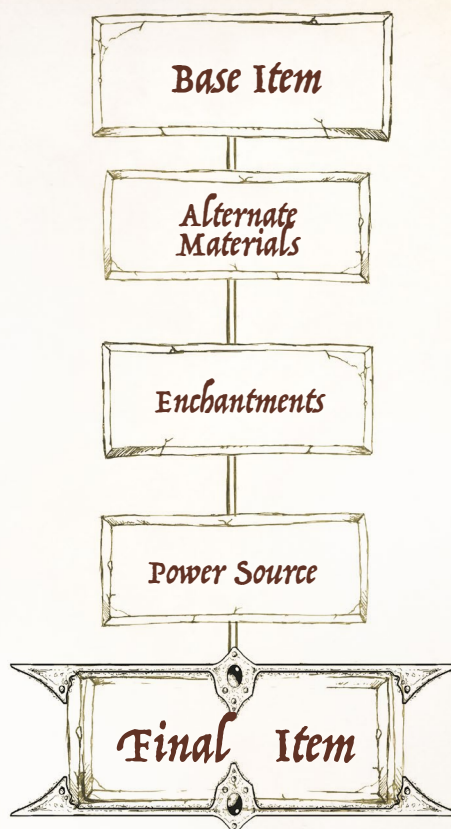 Base Item
Alternate
Materials
Enchantments
Power Source
Final Item